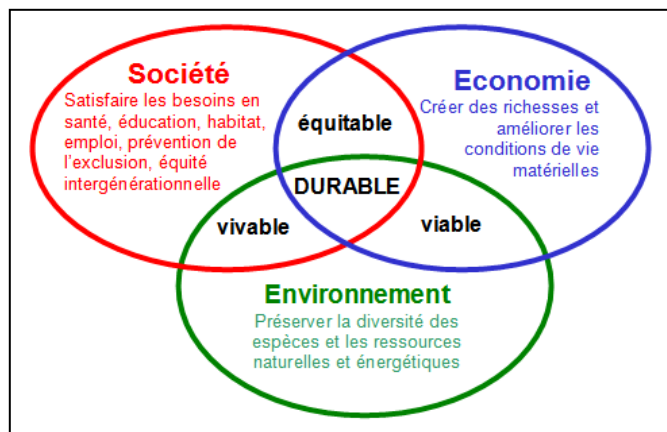 Société
Satisfaire les besoins en
santé, éducation, habitat,
emploi, prévention de
l'exclusion, équité
intergénérationnelle
Economie
Créer des richesses et
améliorer les
conditions de vie
matérielles
équitable
DURABLE
vivable
viable
Environnement
Préserver la diversité des
espèces et les ressources
naturelles et énergétiques